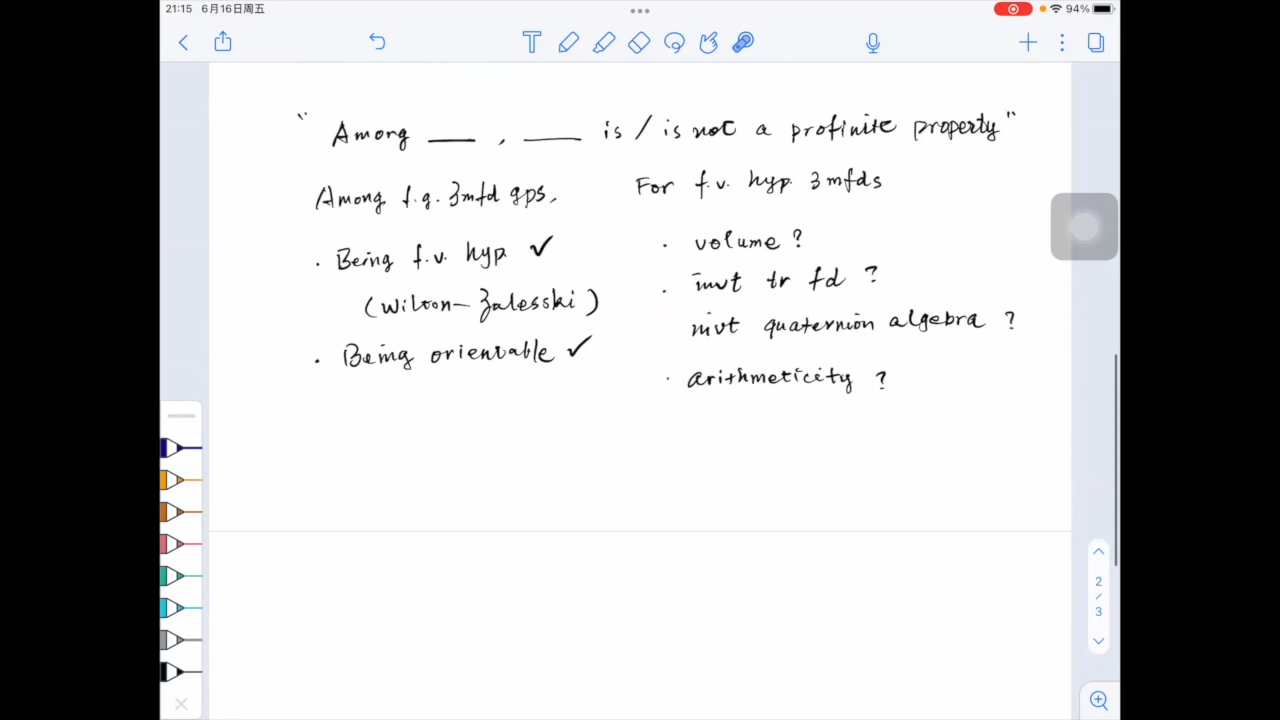 21:15 6月16日周五 94%
“ Among ___ , ___ is / is not a profinite property ”
Among f.g. 3mfd gps,
· Being f.v. hyp ✓
(Wilton–Zalesski)
· Being orientable ✓
For f.v. hyp. 3mfds
· volume ?
· invt tr fd ?
invt quaternion algebra ?
· arithmeticity ?
2
/
3